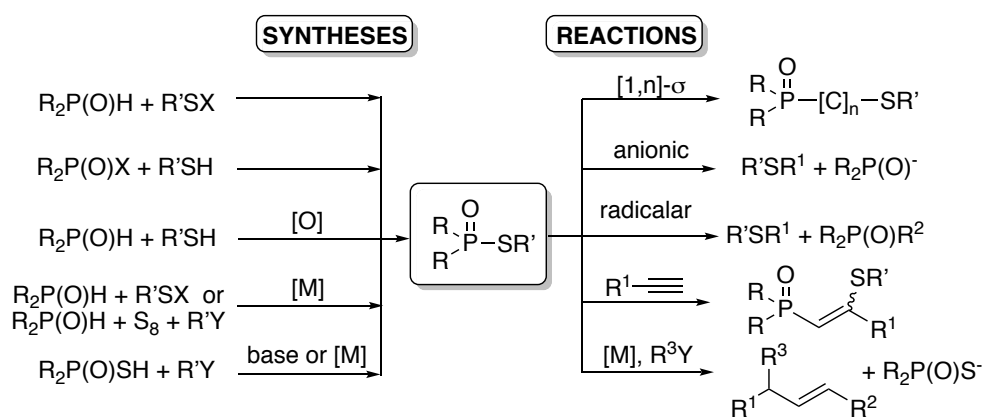 SYNTHESES
REACTIONS
R₂P(O)H + R'SX
R₂P(O)X + R'SH
R₂P(O)H + R'SH
[O]
R₂P(O)H + R'SX or
R₂P(O)H + S₈ + R'Y
[M]
R₂P(O)SH + R'Y
base or [M]
O
R
P
SR'
R
[1,n]-σ
O
R
P
[C]ₙ
SR'
R
anionic
R'SR¹ + R₂P(O)⁻
radicalar
R'SR¹ + R₂P(O)R²
R¹
O
SR'
R
P
R
R¹
[M], R³Y
R³
R¹
R²
+ R₂P(O)S⁻